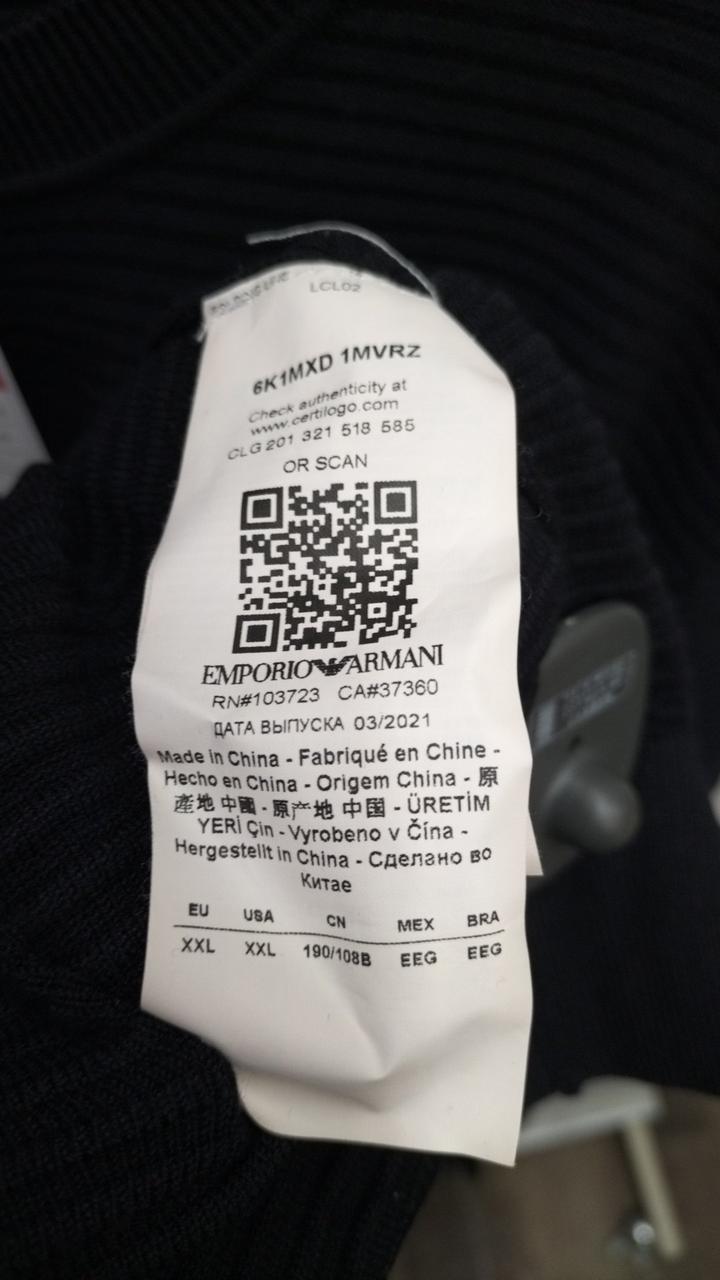 LCL02
6K1MXD 1MVRZ
Check authenticity at
www.certilogo.com
CLG 201 321 518 585
OR SCAN
EMPORIO ARMANI
RN#103723 CA#37360
ДАТА ВЫПУСКА 03/2021
Made in China - Fabriqué en Chine -
Hecho en China - Origem China - 原
產地 中國 - 原产地 中国 - ÜRETİM
YERİ Çin - Vyrobeno v Čína -
Hergestellt in China - Сделано во
Китае
EU USA CN MEX BRA
XXL XXL 190/108B EEG EEG